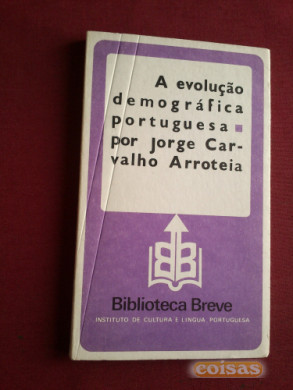 A evolução
demográfica
portuguesa ■
por Jorge Car-
valho Arroteia
Biblioteca Breve
INSTITUTO DE CULTURA E LÍNGUA PORTUGUESA
coisas